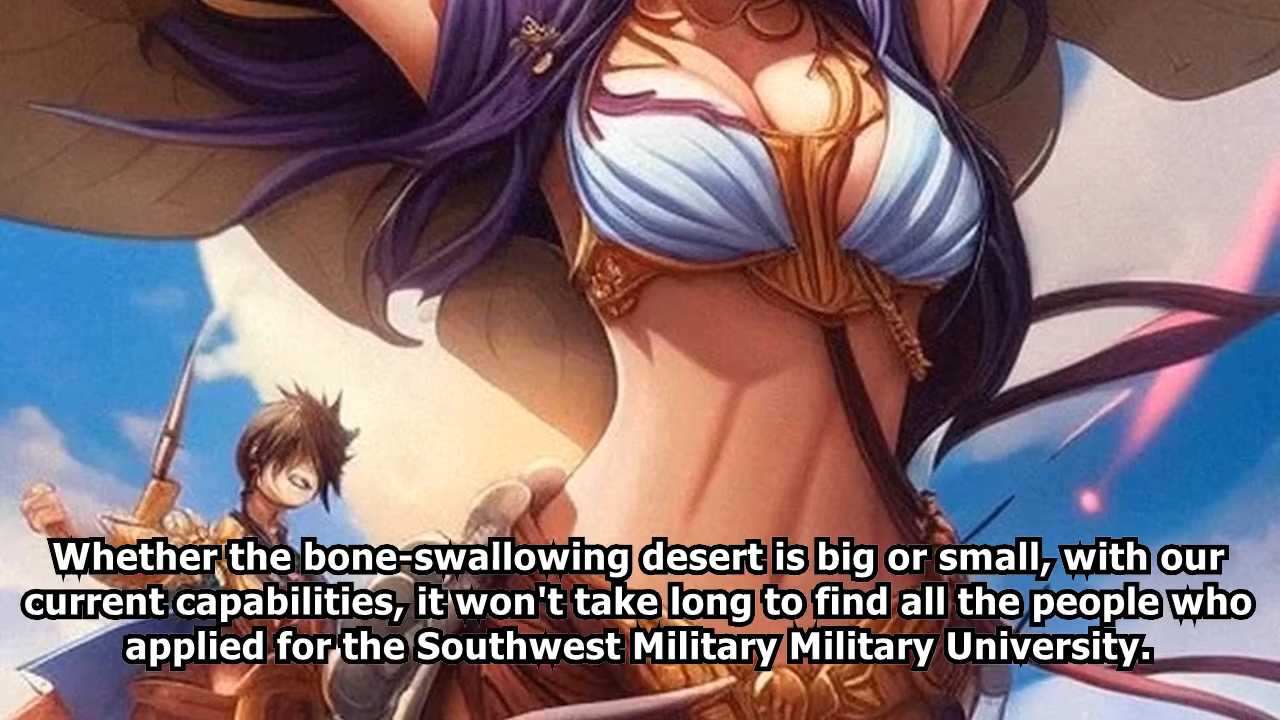 Whether the bone-swallowing desert is big or small, with our
current capabilities, it won't take long to find all the people who
applied for the Southwest Military Military University.